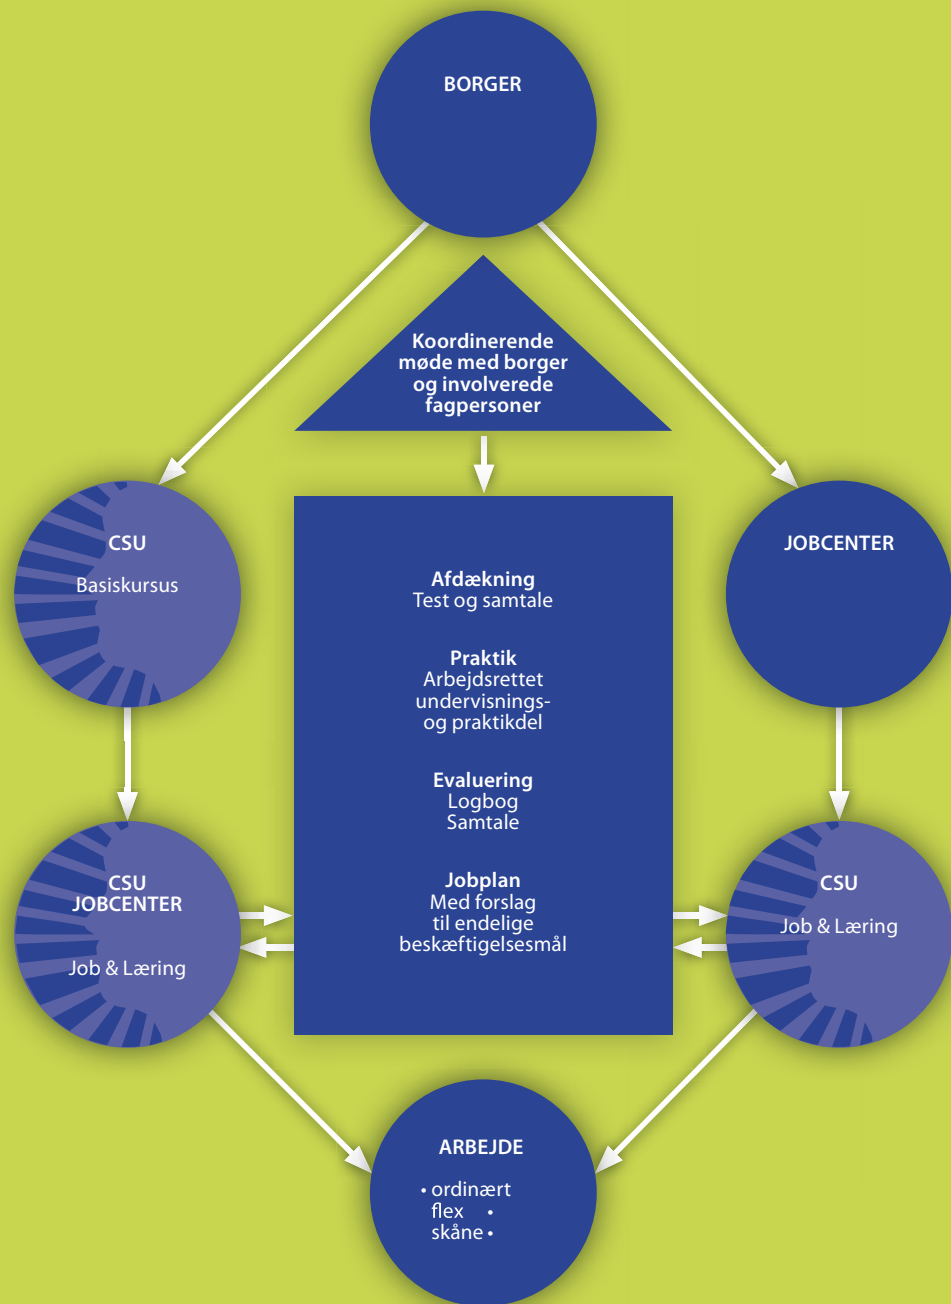 BORGER
Koordinerende
møde med borger
og involverede
fagpersoner
CSU
Basiskursus
JOBCENTER
Afdækning
Test og samtale
Praktik
Arbejdsrettet
undervisnings-
og praktikdel
Evaluering
Logbog
Samtale
Jobplan
Med forslag
til endelige
beskæftigelsesmål
CSU
JOBCENTER
Job & Læring
CSU
Job & Læring
ARBEJDE
• ordinært
flex •
skåne •